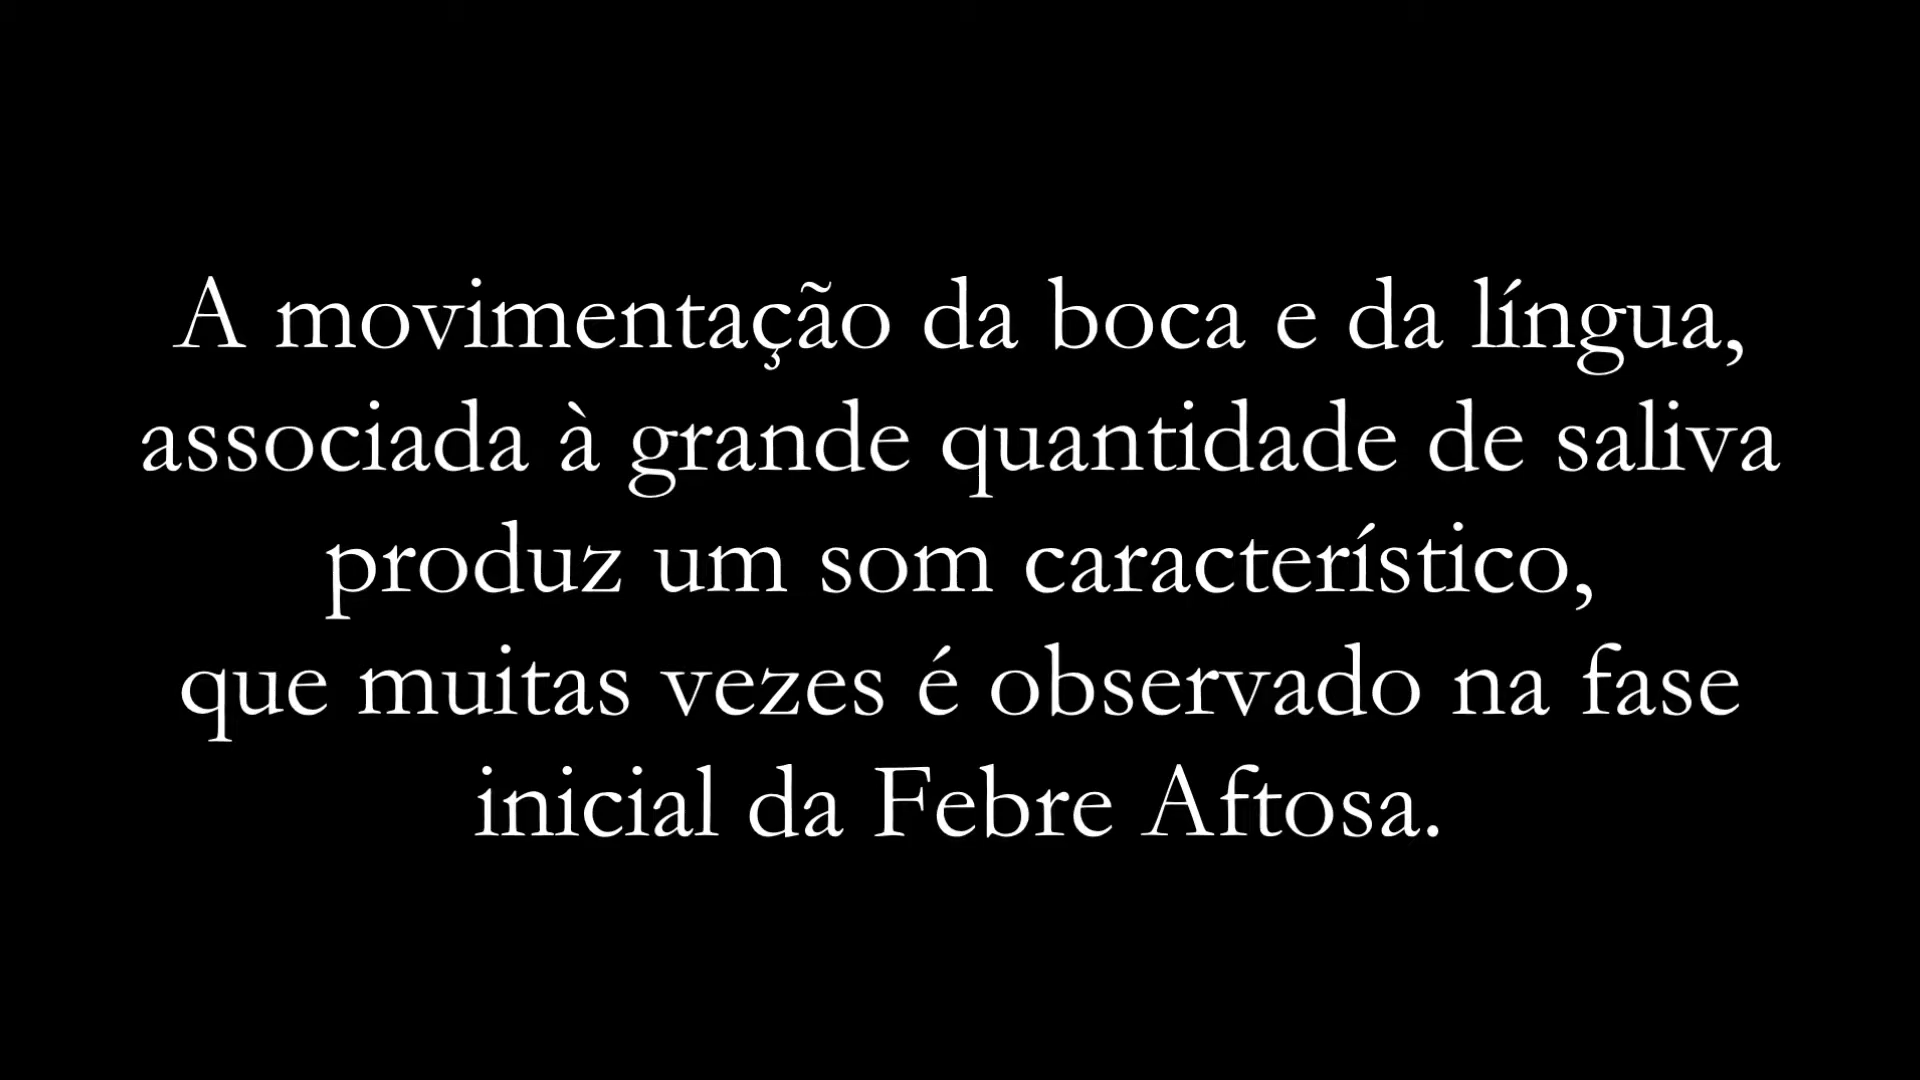 A movimentação da boca e da língua,
associada à grande quantidade de saliva
produz um som característico,
que muitas vezes é observado na fase
inicial da Febre Aftosa.